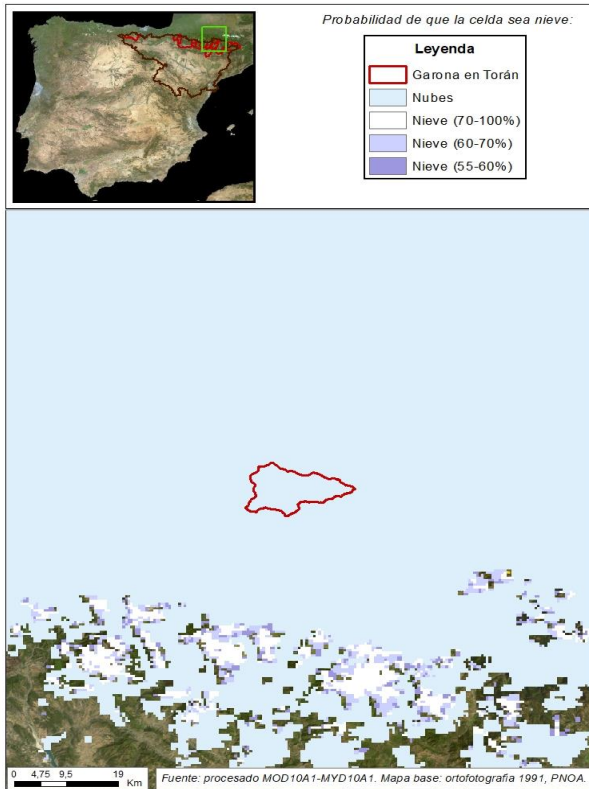 Probabilidad de que la celda sea nieve:
Leyenda
Garona en Torán
Nubes
Nieve (70-100%)
Nieve (60-70%)
Nieve (55-60%)
0 4,75 9,5 19
Km
Fuente: procesado MOD10A1-MYD10A1. Mapa base: ortofotografia 1991, PNOA.